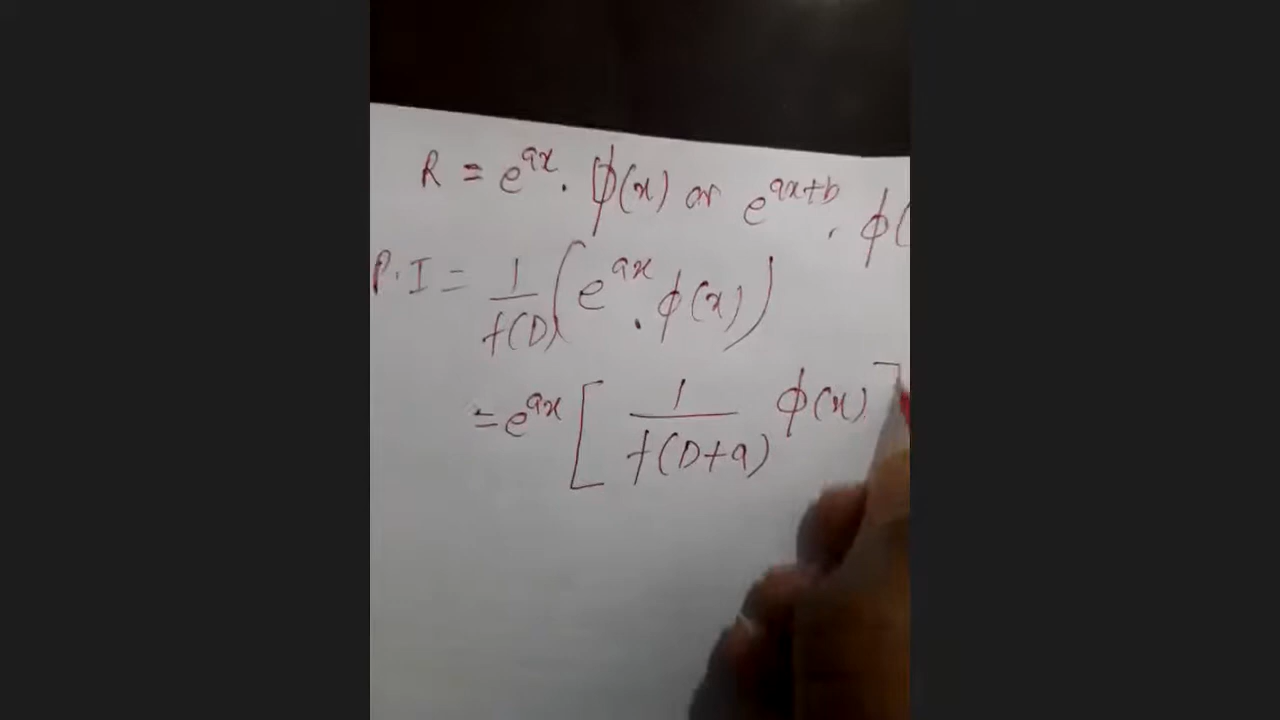 R = e^{ax} . ϕ(x) or e^{ax+b} . ϕ(
P.I = 1/f(D) (e^{ax} . ϕ(x))
= e^{ax} [ 1/f(D+a) ϕ(x) ]